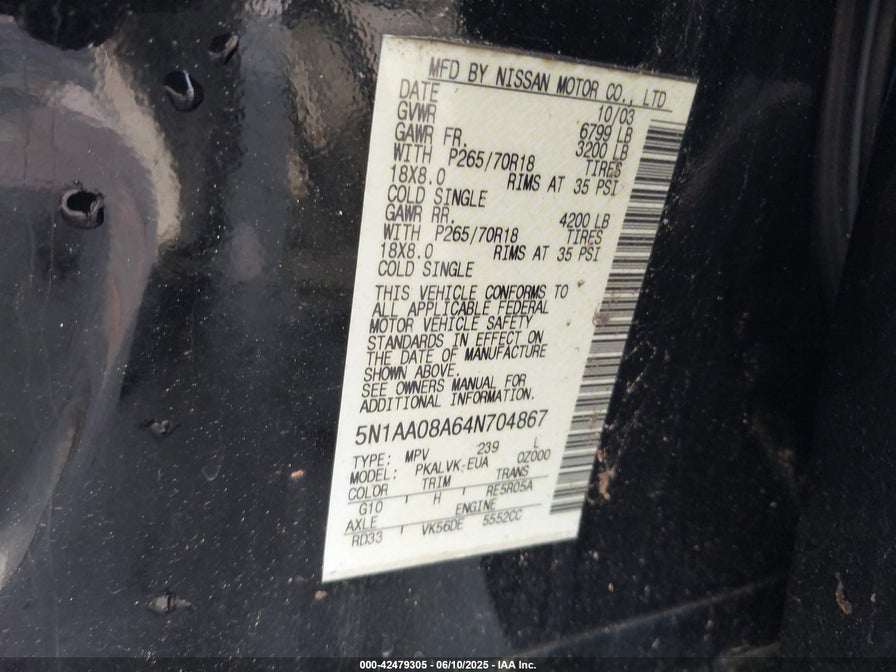 MFD BY NISSAN MOTOR CO., LTD
DATE 10/03
GVWR 6799 LB
GAWR FR. 3200 LB
WITH P265/70R18 TIRES
18X8.0 RIMS AT 35 PSI
COLD SINGLE
GAWR RR. 4200 LB
WITH P265/70R18 TIRES
18X8.0 RIMS AT 35 PSI
COLD SINGLE
THIS VEHICLE CONFORMS TO
ALL APPLICABLE FEDERAL
MOTOR VEHICLE SAFETY
STANDARDS IN EFFECT ON
THE DATE OF MANUFACTURE
SHOWN ABOVE.
SEE OWNERS MANUAL FOR
ADDITIONAL INFORMATION.
5N1AA08A64N704867
TYPE: MPV 239 L
MODEL: PKALVK-EUA 0Z000
COLOR TRIM TRANS
G10 H RE5R05A
AXLE ENGINE
RD33 VK56DE 5552CC
000-42479305 - 06/10/2025 - IAA Inc.